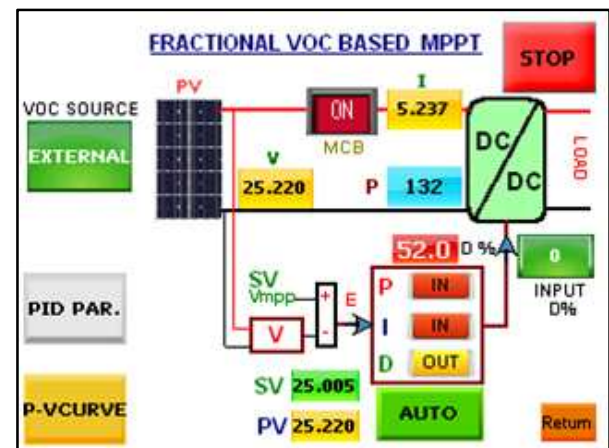 FRACTIONAL VOC BASED MPPT
STOP
PV
I
VOC SOURCE
ON
5.237
EXTERNAL
MCB
DC
DC
LOAD
V
25.220
P
132
52.0 D %
0
INPUT
D%
SV
Vmpp
+
-
E
V
P IN
I IN
D OUT
PID PAR.
SV 25.005
PV 25.220
AUTO
P-VCURVE
Return